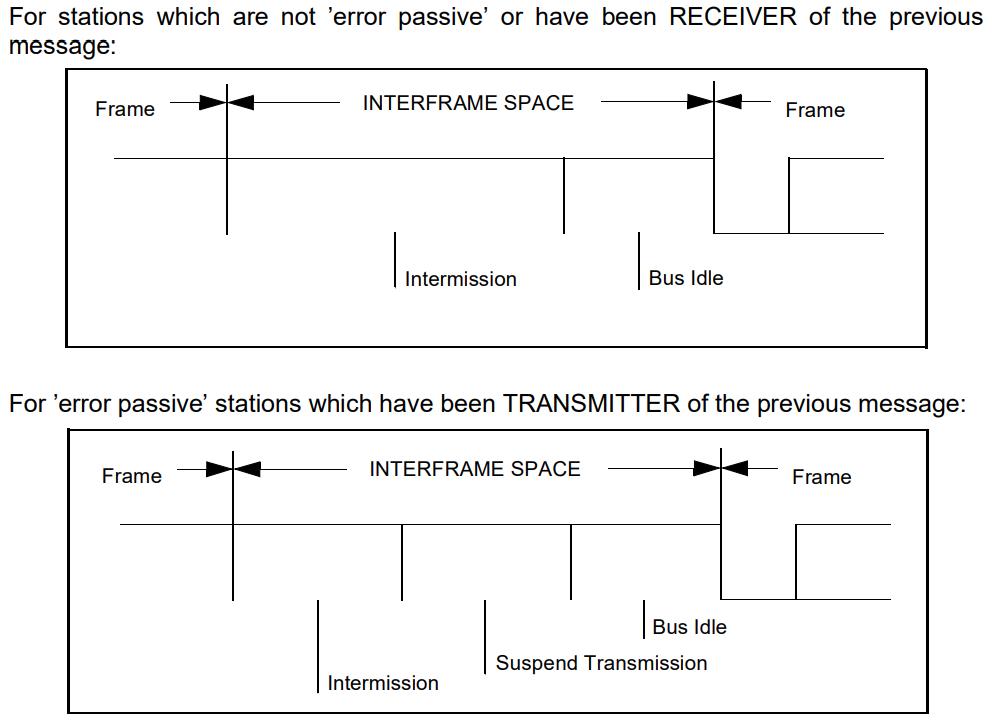 For stations which are not ’error passive’ or have been RECEIVER of the previous
message:
Frame INTERFRAME SPACE Frame
Intermission Bus Idle
For ’error passive’ stations which have been TRANSMITTER of the previous message:
Frame INTERFRAME SPACE Frame
Bus Idle
Suspend Transmission
Intermission